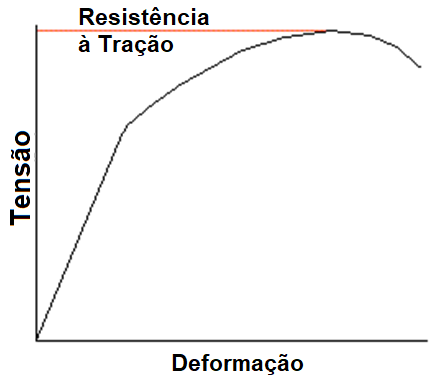 Resistência
à Tração
Tensão
Deformação